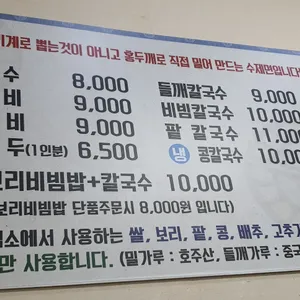 기계로 뽑는것이 아니고 홍두깨로 직접 밀어 만드는 수제면입니다
수 8,000 들깨칼국수 9,000
비 9,000 비빔칼국수 10,000
비 9,000 팥 칼국수 11,000
두(1인분) 6,500 냉 콩칼국수 10,00
보리비빔밥+칼국수 10,000
보리비빔밥 단품주문시 8,000원 입니다)
소에서 사용하는 쌀, 보리, 팥, 콩, 배추, 고추가
만 사용합니다. (밀가루 : 호주산, 들깨가루 : 중국